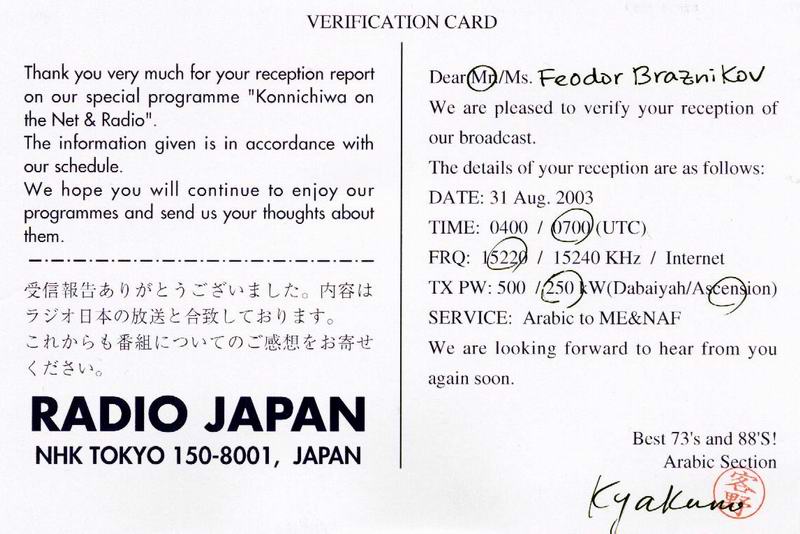 VERIFICATION CARD
Thank you very much for your reception report
on our special programme "Konnichiwa on
the Net & Radio".
The information given is in accordance with
our schedule.
We hope you will continue to enjoy our
programmes and send us your thoughts about
them.
受信報告ありがとうございました。内容は
ラジオ日本の放送と合致しております。
これからも番組についてのご感想をお寄せ
ください。
RADIO JAPAN
NHK TOKYO 150-8001, JAPAN
Dear Mr./Ms. Feodor Braznikov
We are pleased to verify your reception of
our broadcast.
The details of your reception are as follows:
DATE: 31 Aug. 2003
TIME: 0400 / 0700 (UTC)
FRQ: 15220 / 15240 KHz / Internet
TX PW: 500 / 250 kW(Dabaiyah/Ascension)
SERVICE: Arabic to ME&NAF
We are looking forward to hear from you
again soon.
Best 73's and 88'S!
Arabic Section
Kyakuno
客野